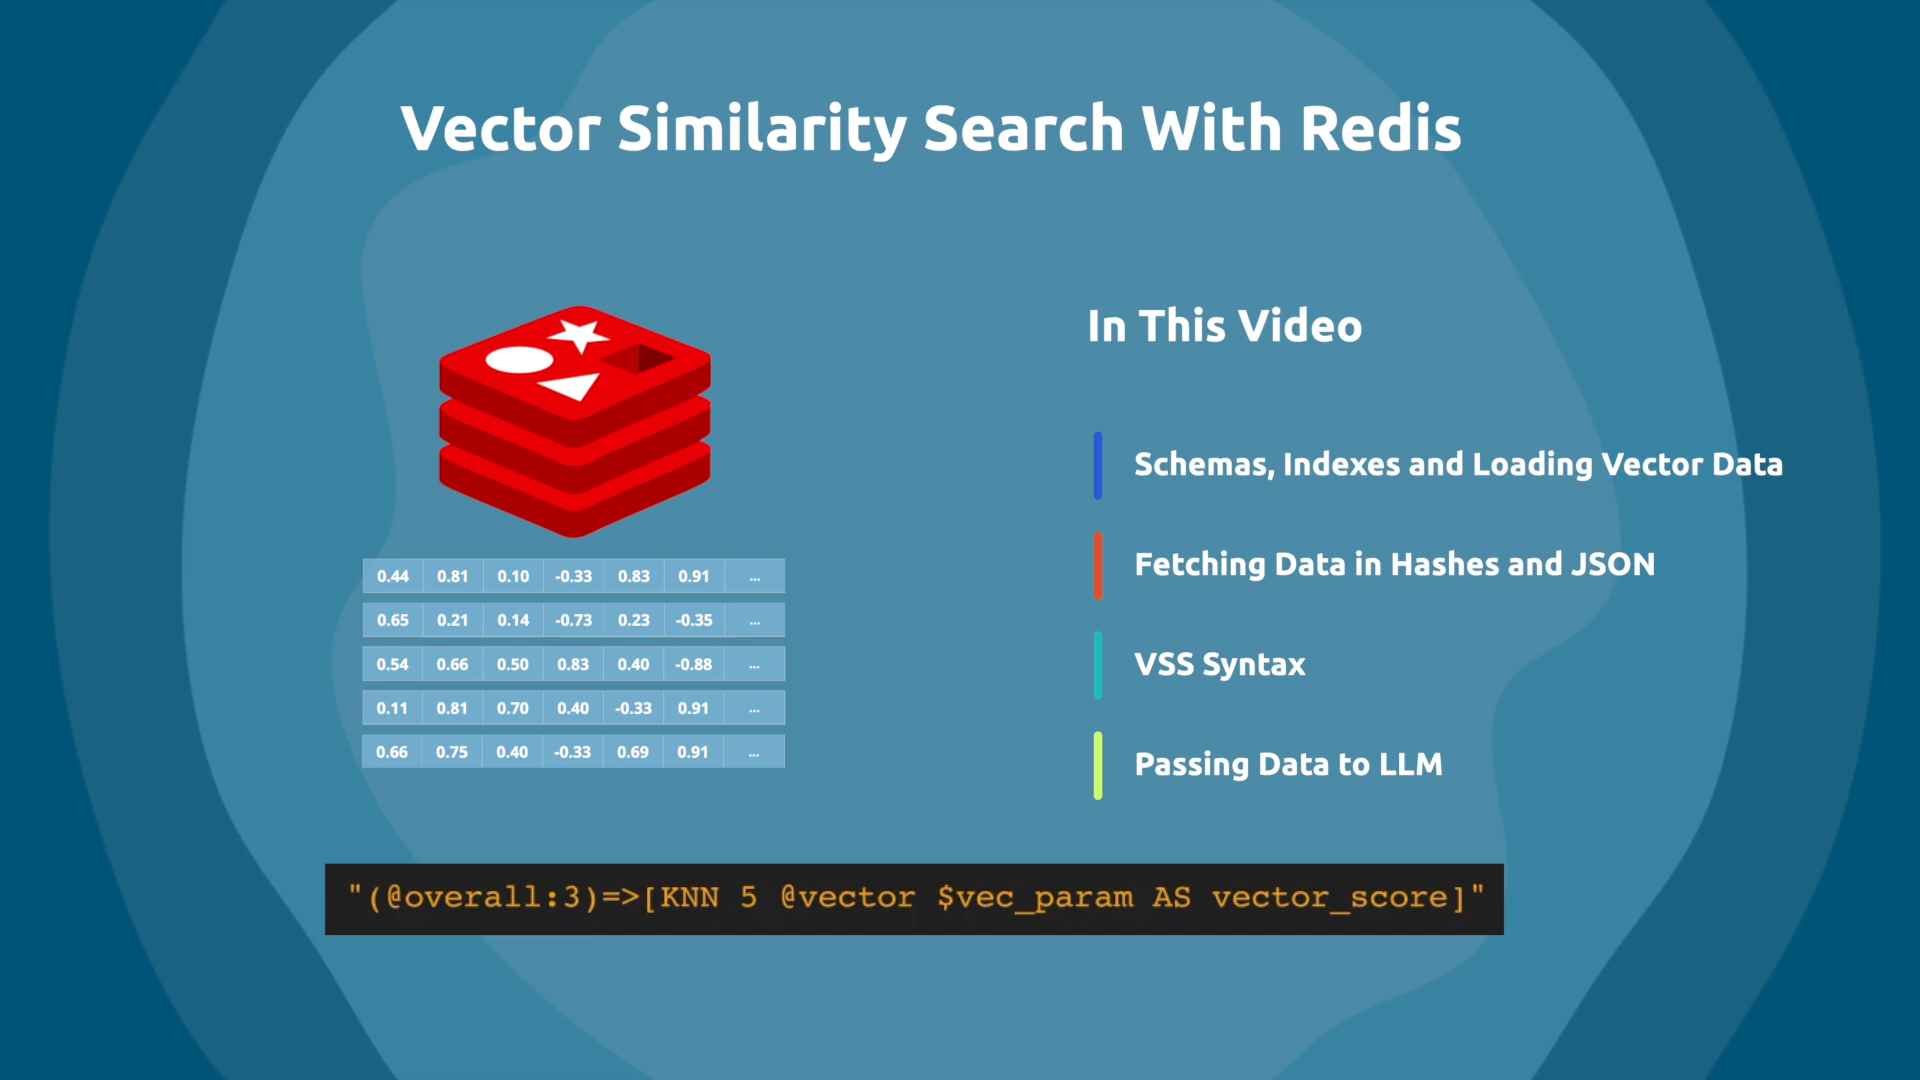 Vector Similarity Search With Redis
In This Video
Schemas, Indexes and Loading Vector Data
Fetching Data in Hashes and JSON
VSS Syntax
Passing Data to LLM
0.44 0.81 0.10 -0.33 0.83 0.91 ...
0.65 0.21 0.14 -0.73 0.23 -0.35 ...
0.54 0.66 0.50 0.83 0.40 -0.88 ...
0.11 0.81 0.70 0.40 -0.33 0.91 ...
0.66 0.75 0.40 -0.33 0.69 0.91 ...
"(@overall:3)=>[KNN 5 @vector $vec_param AS vector_score]"